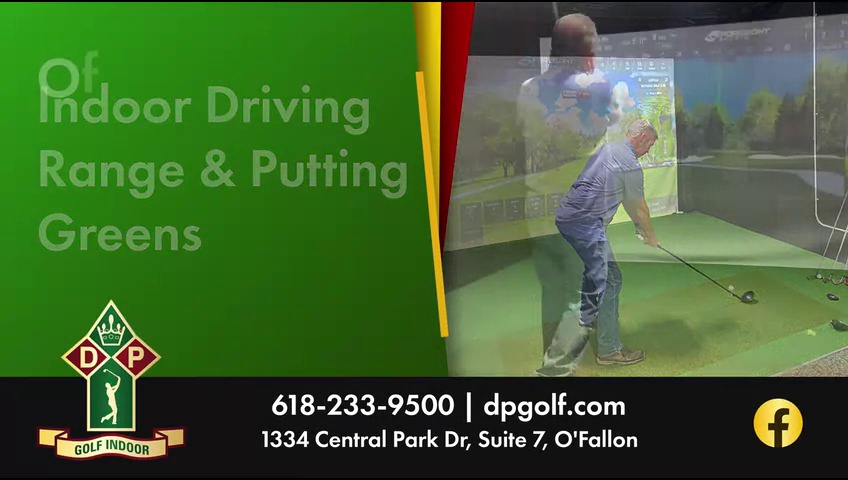 Of
Indoor Driving
Range & Putting
Greens
D P
GOLF INDOOR
618-233-9500 | dpgolf.com
1334 Central Park Dr, Suite 7, O'Fallon
f